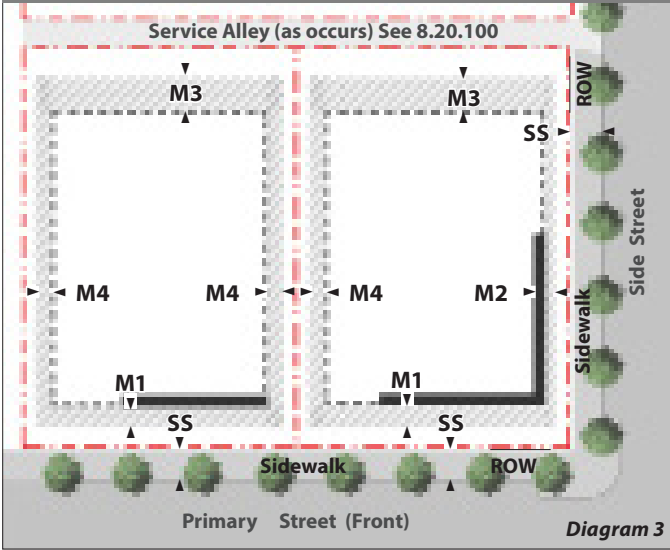 Service Alley (as occurs) See 8.20.100
M3
M3
ROW
SS
Side Street
M4
M4
M4
M2
Sidewalk
M1
M1
SS
SS
Sidewalk
ROW
Primary Street (Front)
Diagram 3